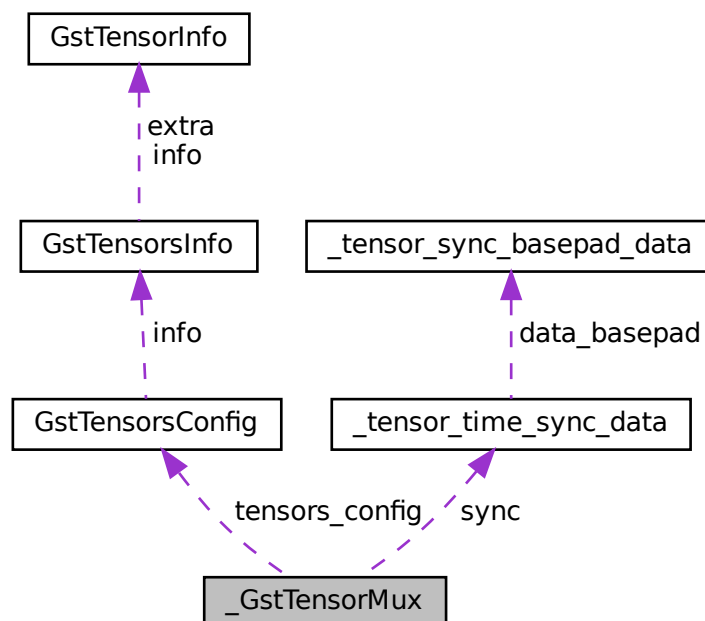 GstTensorInfo
extra
info
GstTensorsInfo
_tensor_sync_basepad_data
info
data_basepad
GstTensorsConfig
_tensor_time_sync_data
tensors_config
sync
_GstTensorMux